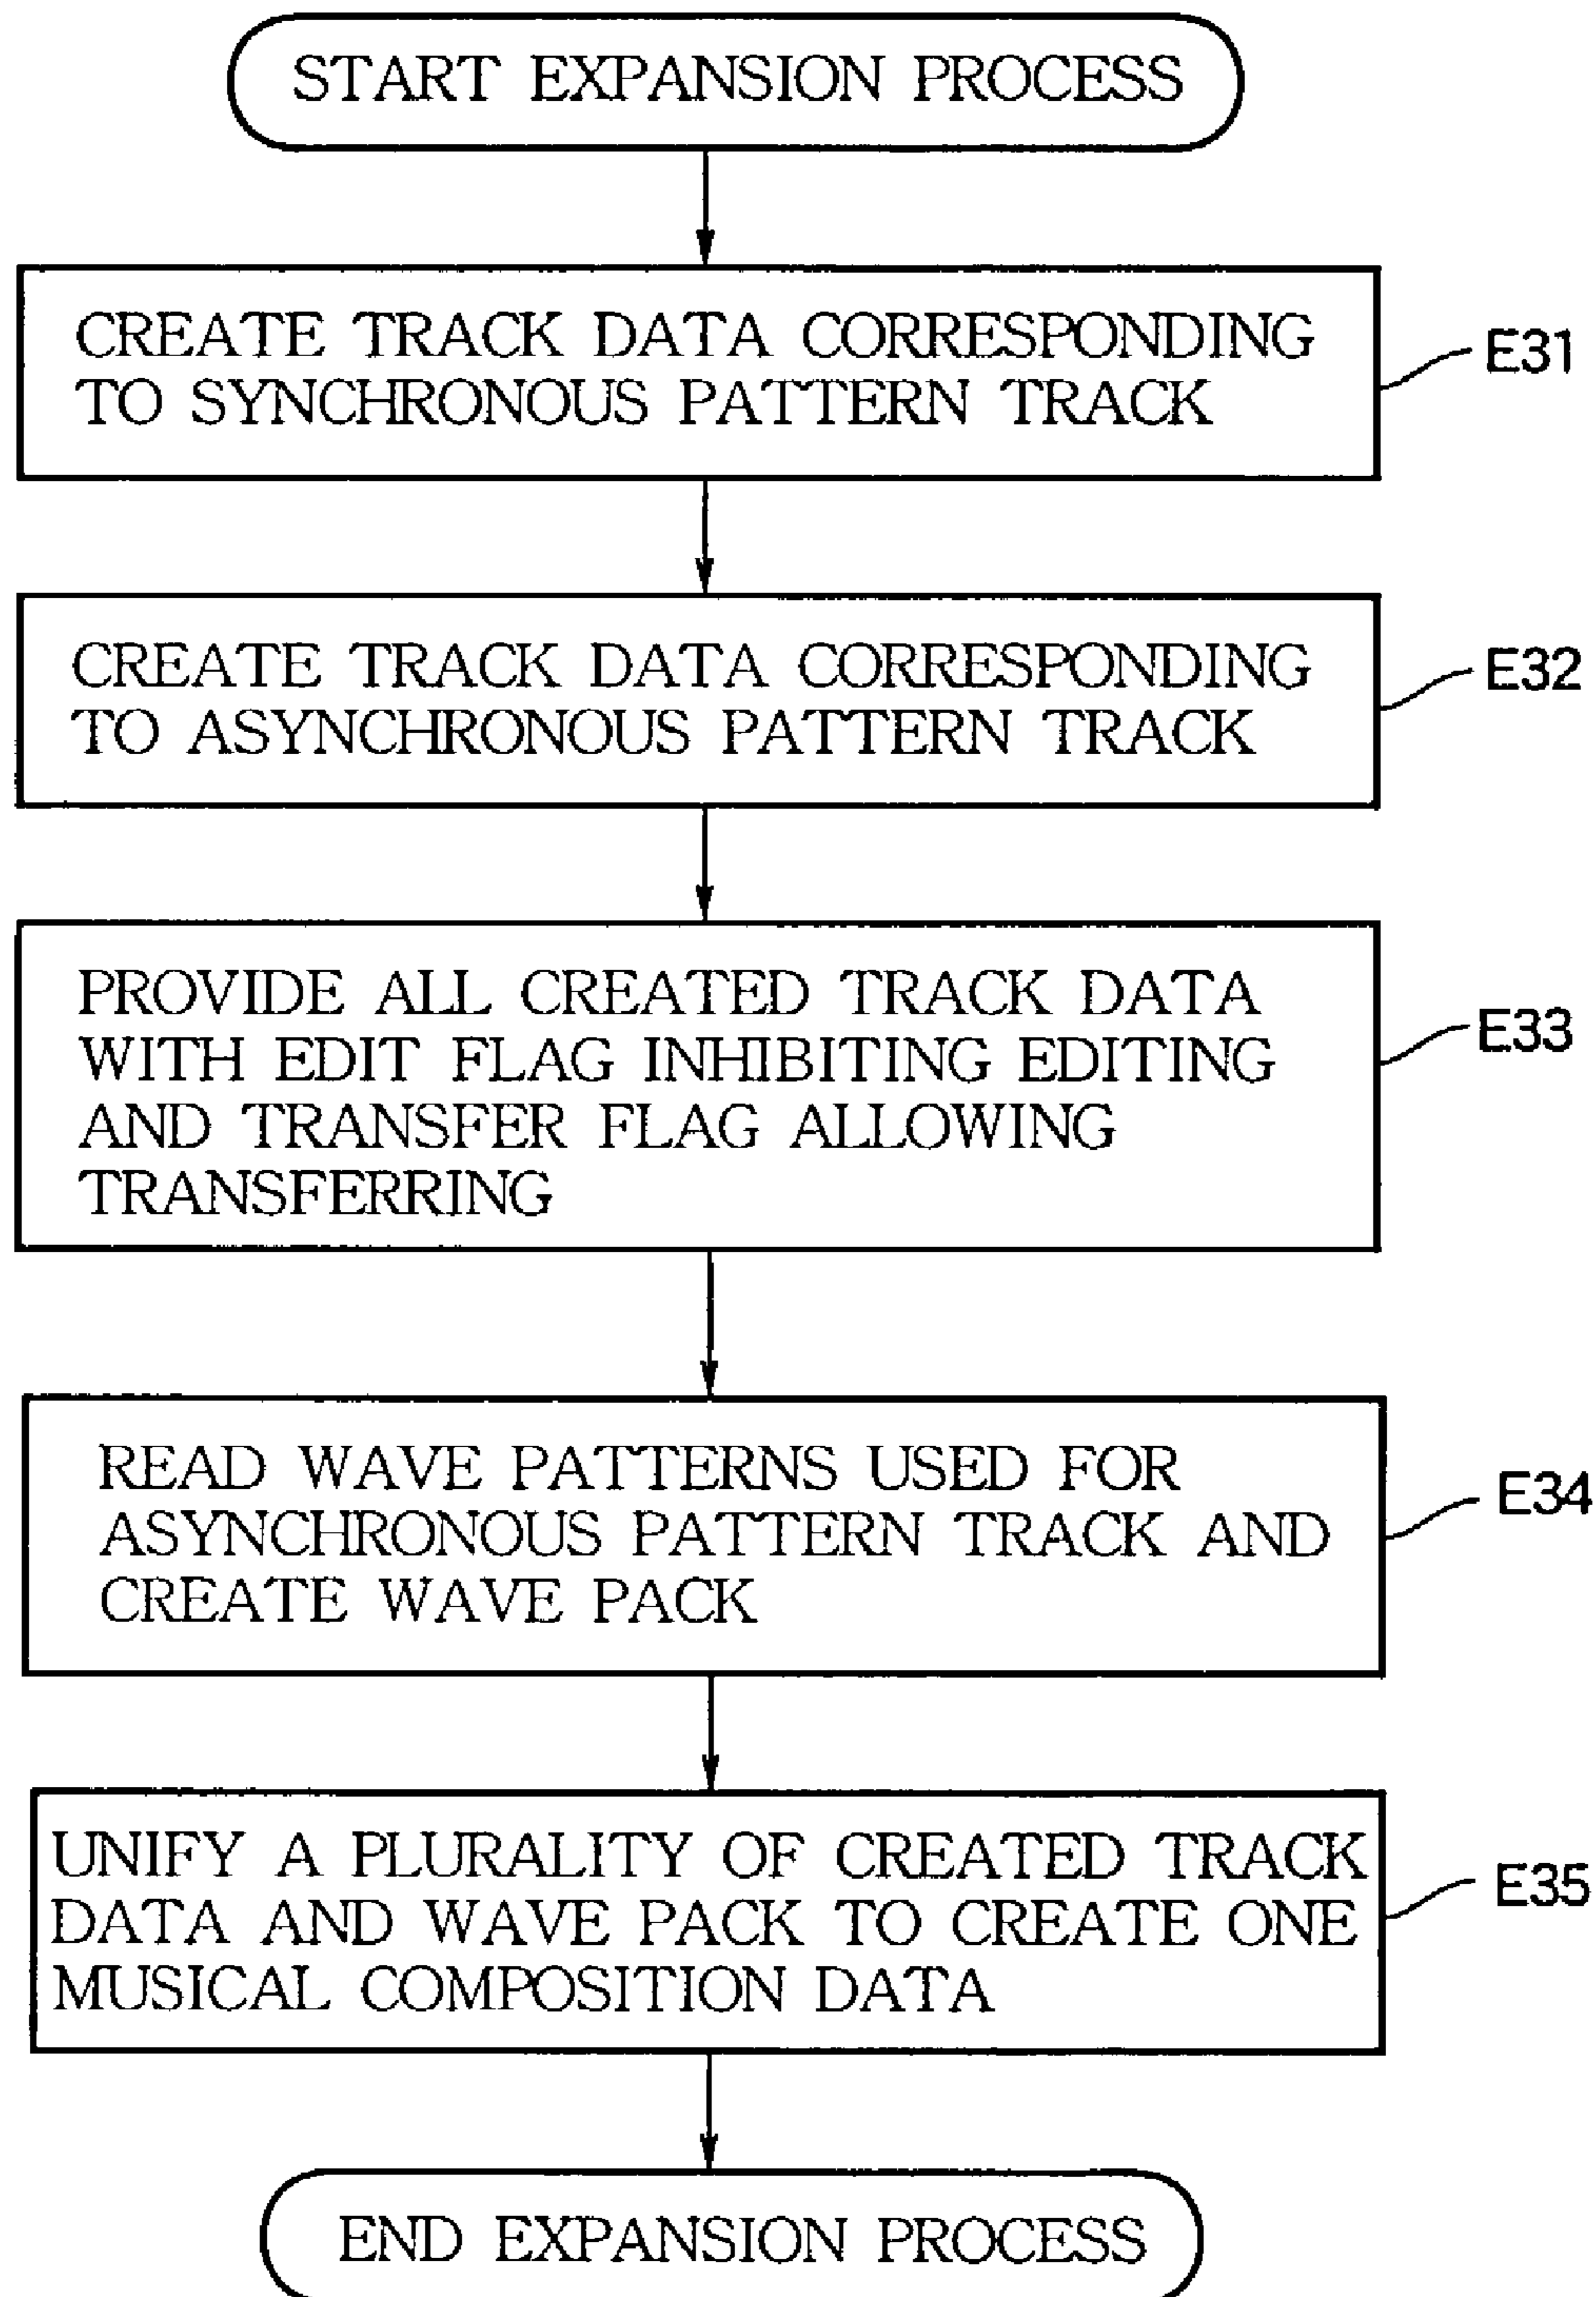 START EXPANSION PROCESS
CREATE TRACK DATA CORRESPONDING
TO SYNCHRONOUS PATTERN TRACK
E31
CREATE TRACK DATA CORRESPONDING
TO ASYNCHRONOUS PATTERN TRACK
E32
PROVIDE ALL CREATED TRACK DATA
WITH EDIT FLAG INHIBITING EDITING
AND TRANSFER FLAG ALLOWING
TRANSFERRING
E33
READ WAVE PATTERNS USED FOR
ASYNCHRONOUS PATTERN TRACK AND
CREATE WAVE PACK
E34
UNIFY A PLURALITY OF CREATED TRACK
DATA AND WAVE PACK TO CREATE ONE
MUSICAL COMPOSITION DATA
E35
END EXPANSION PROCESS